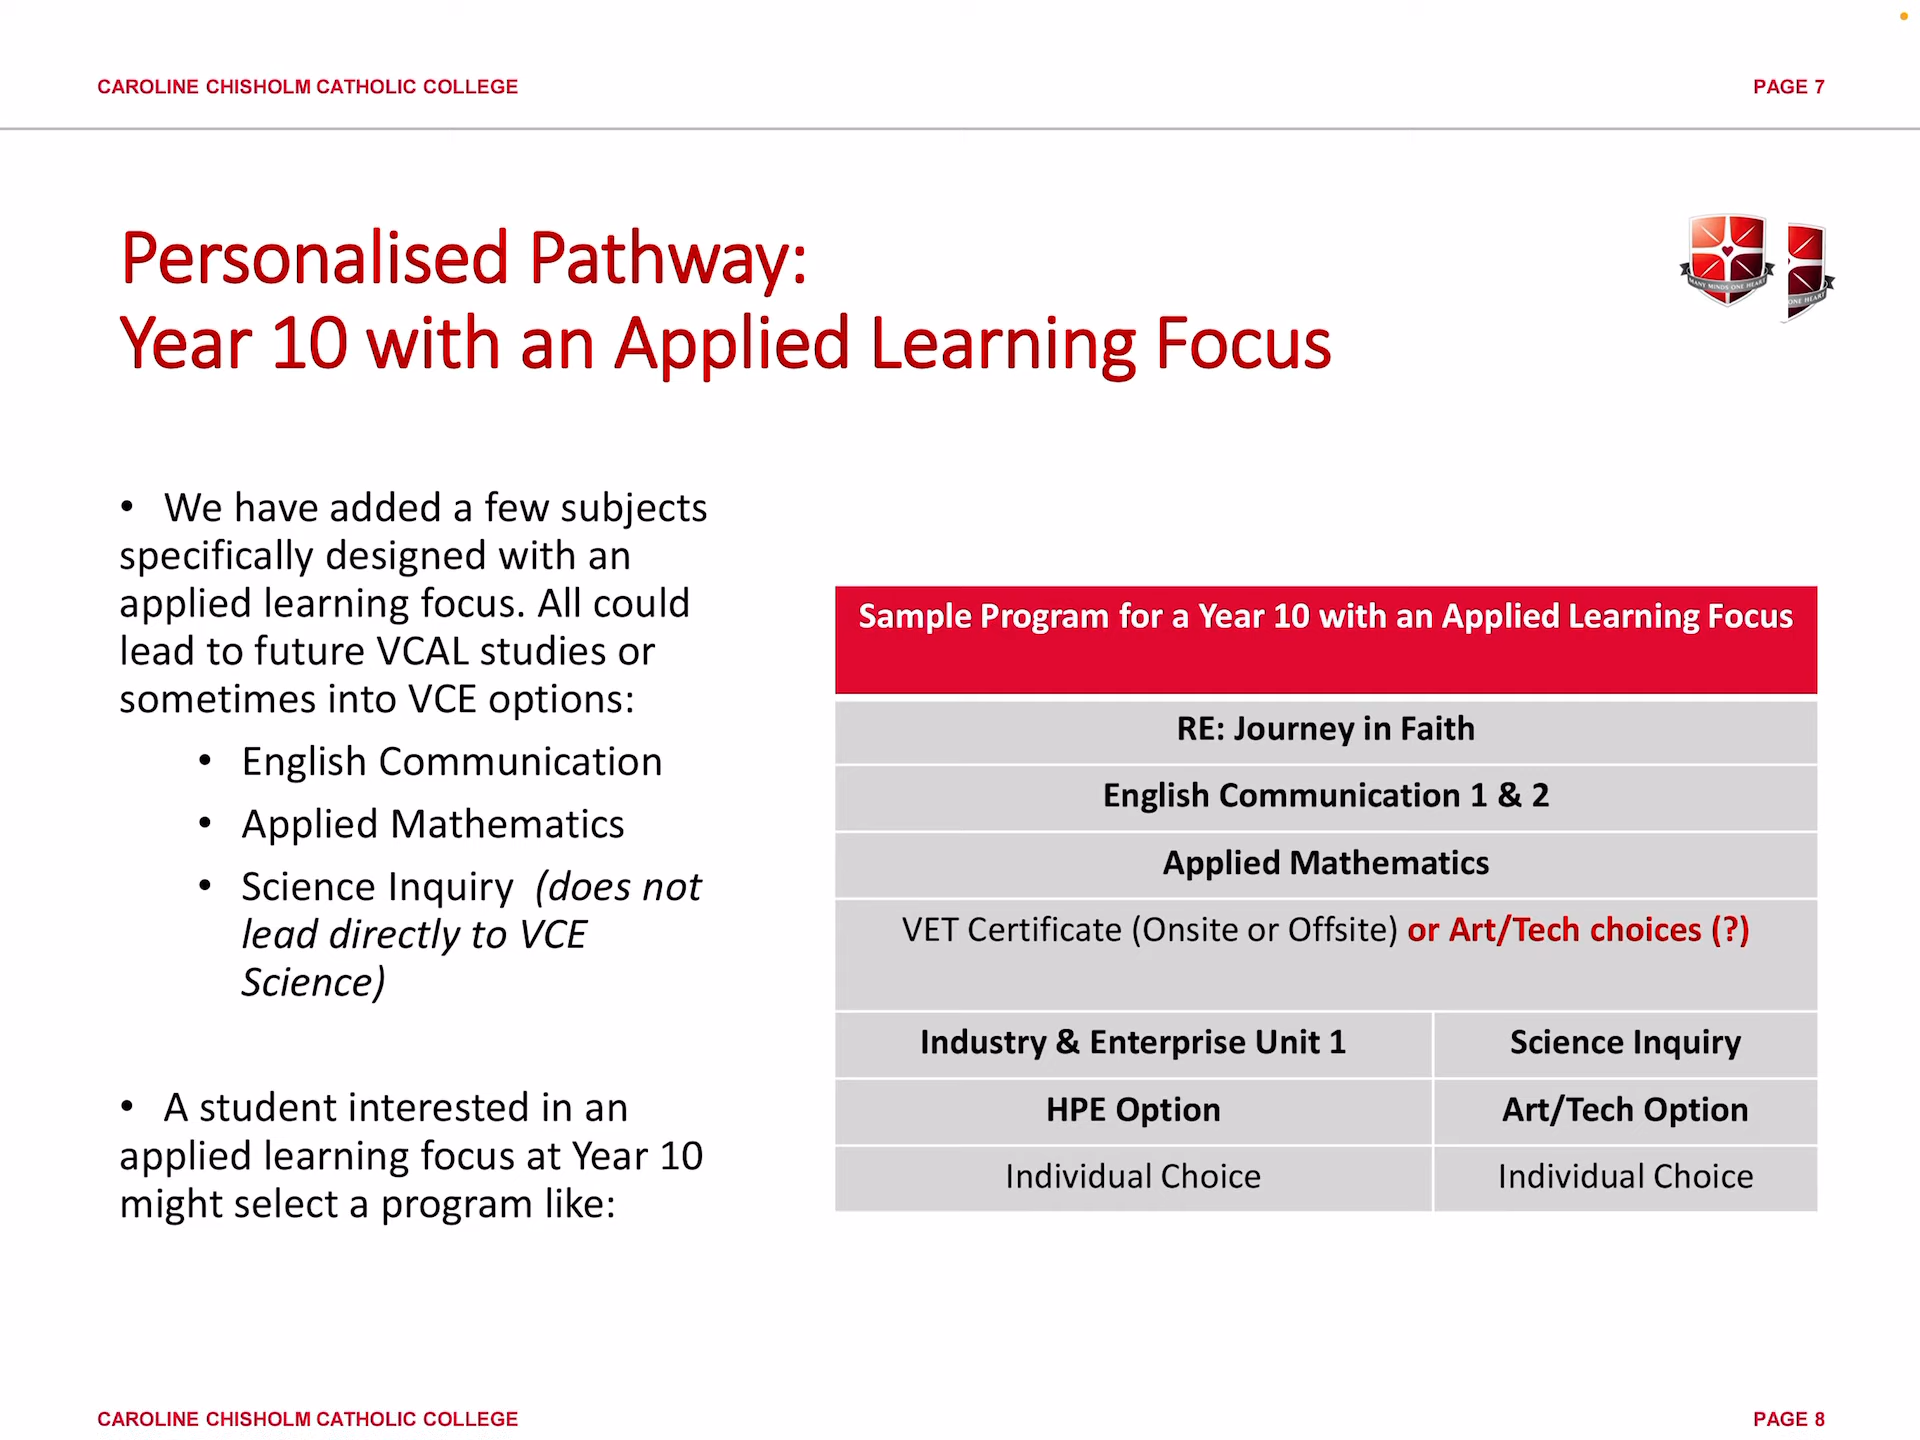 CAROLINE CHISHOLM CATHOLIC COLLEGE
PAGE 7
Personalised Pathway:
Year 10 with an Applied Learning Focus
MANY MINDS ONE HEART
ONE HEART
• We have added a few subjects
specifically designed with an
applied learning focus. All could
lead to future VCAL studies or
sometimes into VCE options:
• English Communication
• Applied Mathematics
• Science Inquiry (does not
lead directly to VCE
Science)
• A student interested in an
applied learning focus at Year 10
might select a program like:
Sample Program for a Year 10 with an Applied Learning Focus
RE: Journey in Faith
English Communication 1 & 2
Applied Mathematics
VET Certificate (Onsite or Offsite) or Art/Tech choices (?)
Industry & Enterprise Unit 1
Science Inquiry
HPE Option
Art/Tech Option
Individual Choice
Individual Choice
CAROLINE CHISHOLM CATHOLIC COLLEGE
PAGE 8